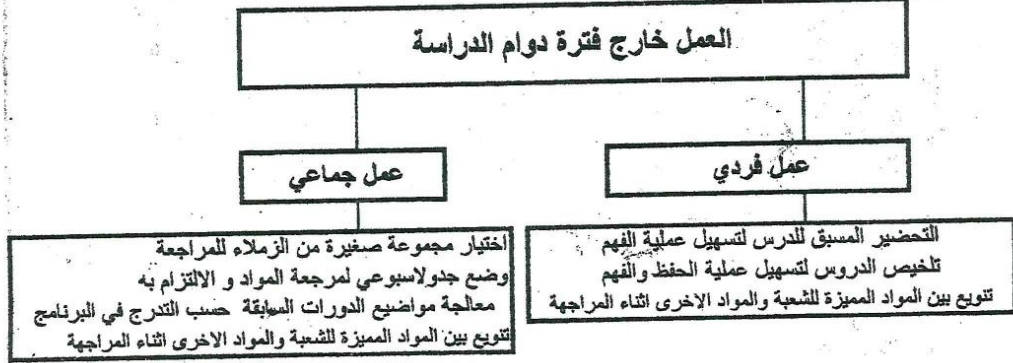 العمل خارج فترة دوام الدراسة
عمل فردي
التحضير المسبق للدرس لتسهيل عملية الفهم
تلخيص الدروس لتسهيل عملية الحفظ والفهم
تنويع بين المواد المميزة للشعبة والمواد الاخرى اثناء المراجهة
عمل جماعي
اختيار مجموعة صغيرة من الزملاء للمراجعة
وضع جدولاسبوعي لمرجعة المواد و الالتزام به
معالجة مواضيع الدورات السابقة حسب التدرج في البرنامج
تنويع بين المواد المميزة للشعبة والمواد الاخرى اثناء المراجهة